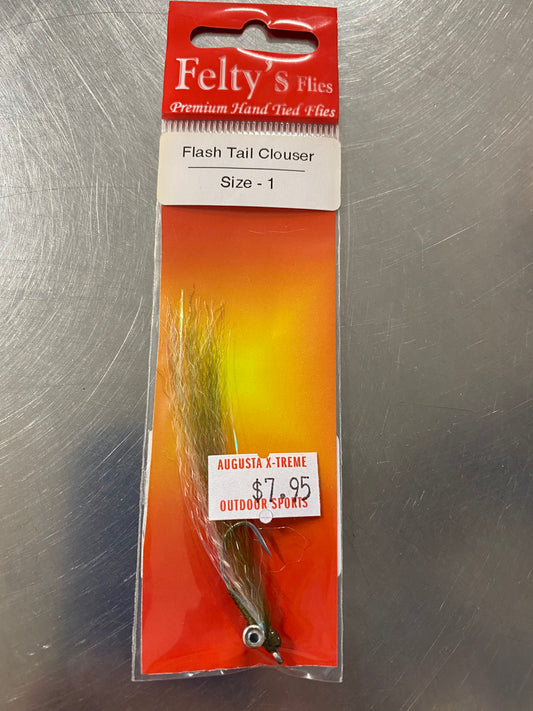 Felty's Flies
Premium Hand Tied Flies
Flash Tail Clouser
Size - 1
AUGUSTA X-TREME
$7.95
OUTDOOR SPORTS